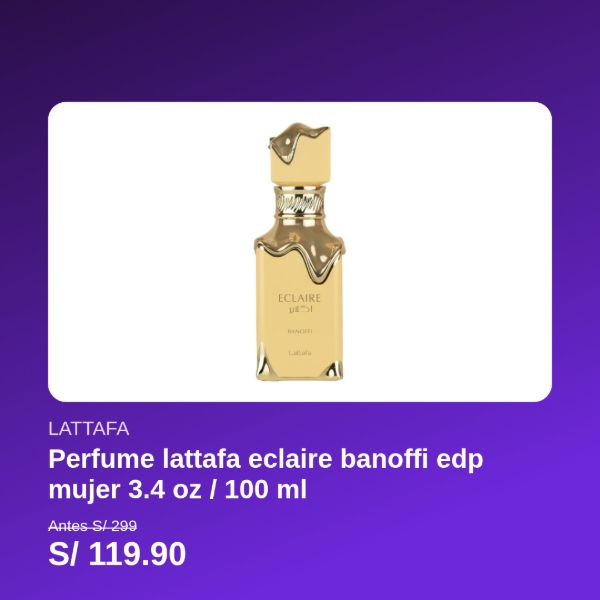 ECLAIRE
اكلير
BANOFFI
Lattafa
LATTAFA
Perfume lattafa eclaire banoffi edp
mujer 3.4 oz / 100 ml
Antes S/ 299
S/ 119.90